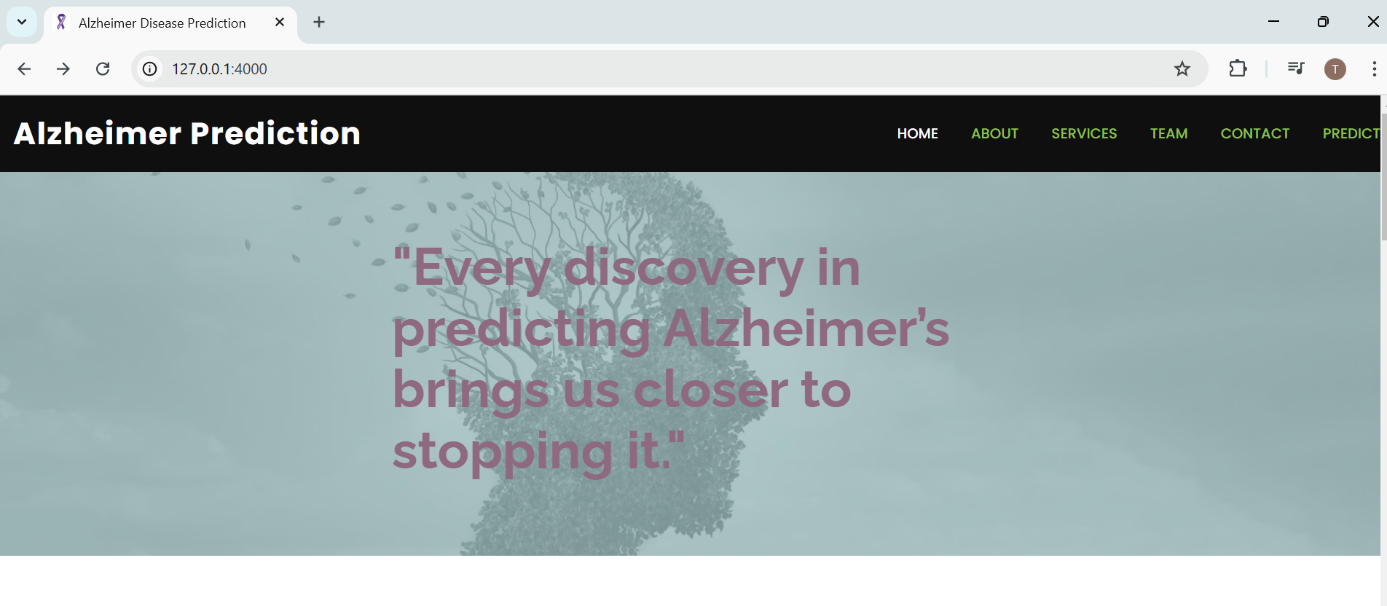 Alzheimer Disease Prediction
127.0.0.1:4000
T
Alzheimer Prediction
HOME ABOUT SERVICES TEAM CONTACT PREDICT
"Every discovery in
predicting Alzheimer’s
brings us closer to
stopping it."